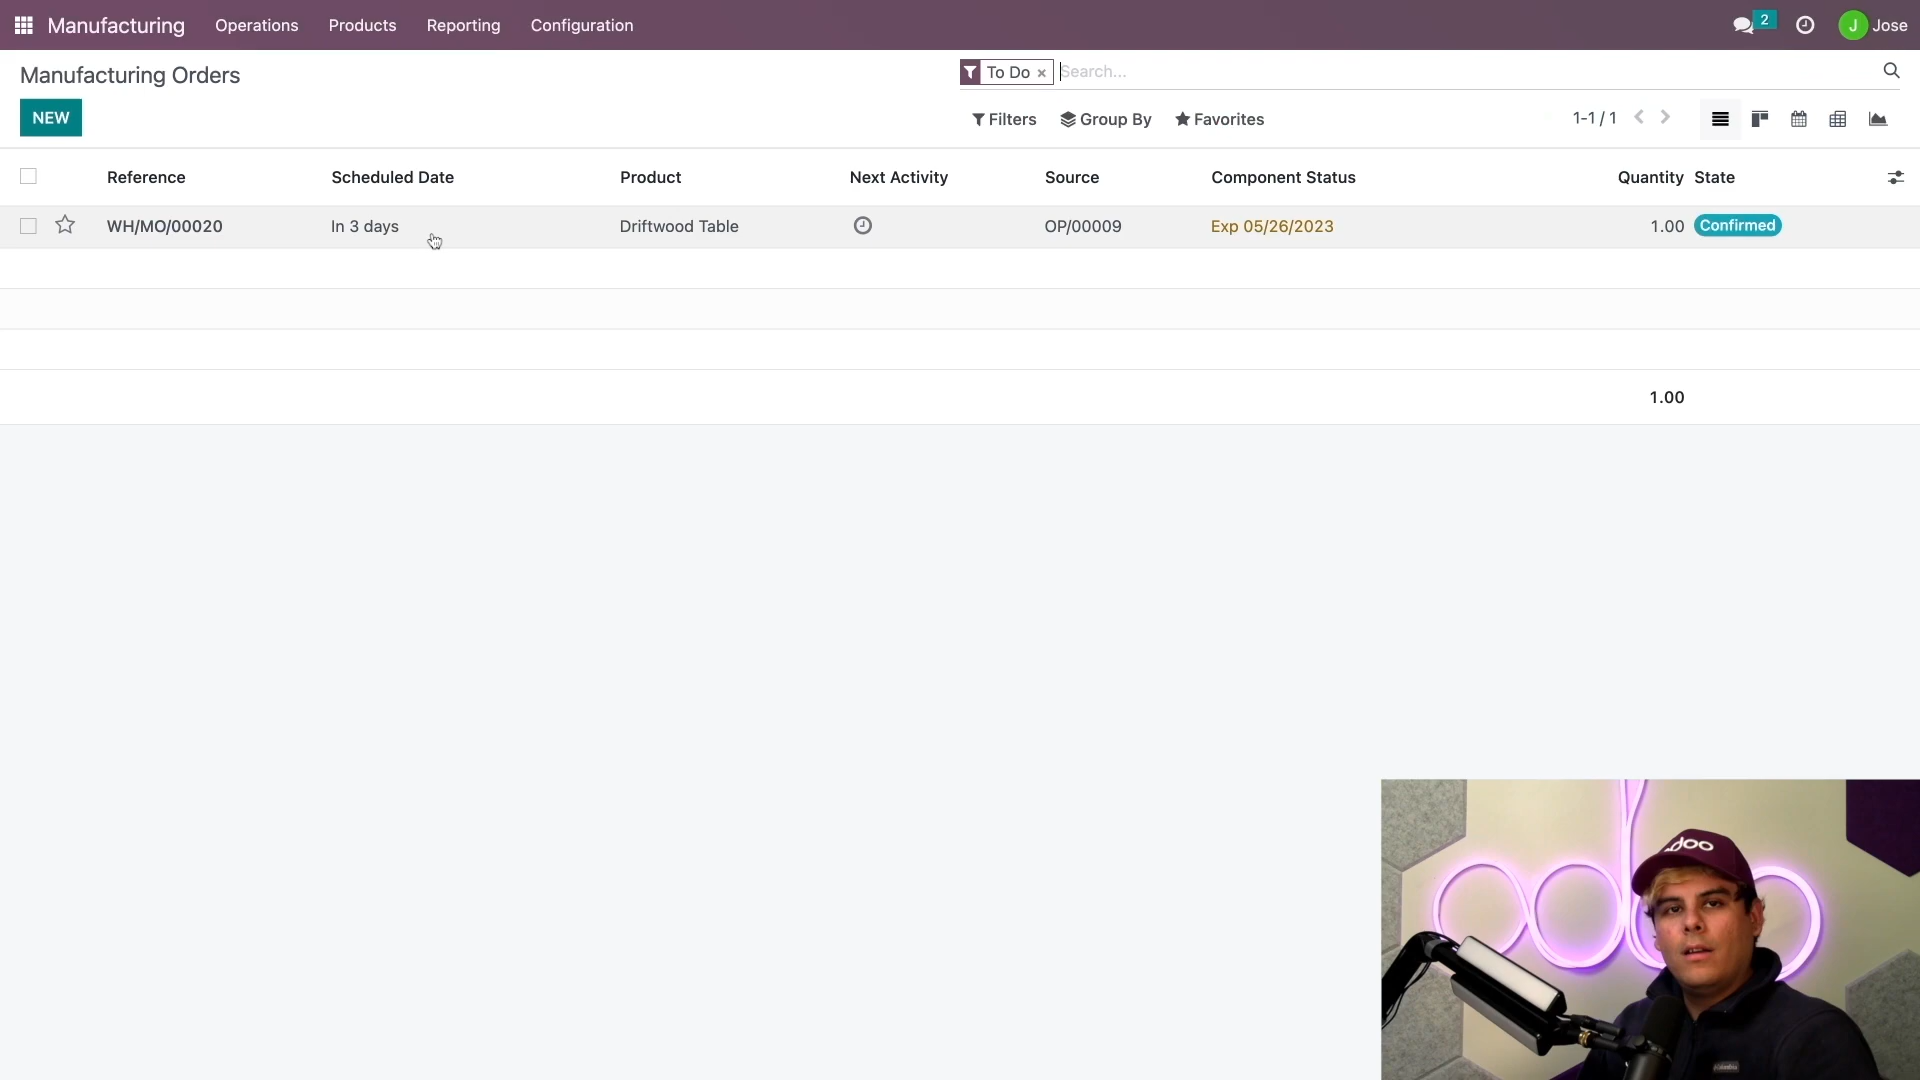 Manufacturing Operations Products Reporting Configuration 2 J Jose
Manufacturing Orders To Do × Search...
NEW Filters Group By Favorites 1-1 / 1
Reference Scheduled Date Product Next Activity Source Component Status Quantity State
WH/MO/00020 In 3 days Driftwood Table OP/00009 Exp 05/26/2023 1.00 Confirmed
1.00
odoo